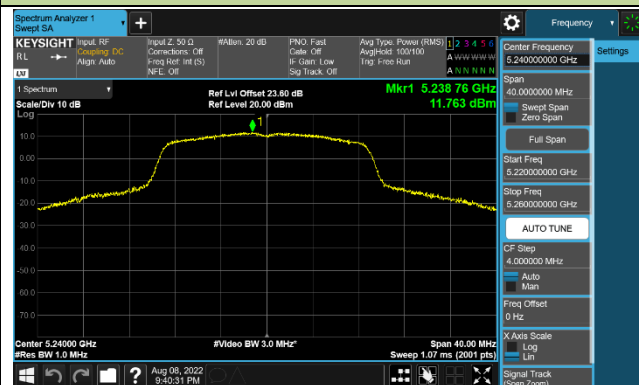 Spectrum Analyzer 1
Swept SA
Frequency
KEYSIGHT
RL
LXI
Input: RF
Coupling: DC
Align: Auto
Input Z: 50 Ω
Corrections: Off
Freq Ref: Int (S)
NFE: Off
#Atten: 20 dB
PNO: Fast
Gate: Off
IF Gain: Low
Sig Track: Off
Avg Type: Power (RMS)
Avg|Hold: 100/100
Trig: Free Run
1 2 3 4 5 6
A W W W W W
A N N N N N
1 Spectrum
Scale/Div 10 dB
Log
Ref Lvl Offset 23.60 dB
Ref Level 20.00 dBm
Mkr1 5.238 76 GHz
11.763 dBm
1
10.0
0.00
-10.0
-20.0
-30.0
-40.0
-50.0
-60.0
-70.0
Center 5.24000 GHz
#Res BW 1.0 MHz
#Video BW 3.0 MHz*
Span 40.00 MHz
Sweep 1.07 ms (2001 pts)
Aug 08, 2022
9:40:31 PM
?
Center Frequency
5.240000000 GHz
Span
40.0000000 MHz
Swept Span
Zero Span
Full Span
Start Freq
5.220000000 GHz
Stop Freq
5.260000000 GHz
AUTO TUNE
CF Step
4.000000 MHz
Auto
Man
Freq Offset
0 Hz
X Axis Scale
Log
Lin
Signal Track
(Span Zoom)
Settings